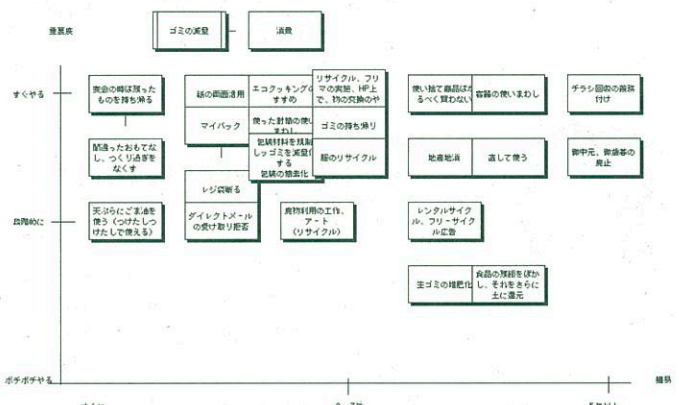 重要度
ゴミの減量
消費
すぐやる
宴会の時は残った
ものを持ち帰る
紙の両面活用
エコクッキングの
すすめ
リサイクル、フリ
マの実施、HP上
で、物の交換のや
使い捨て商品はな
るべく買わない
容器の使いまわし
チラシ回収の義務
付け
マイバック
使った封筒の使い
まわし
ゴミの持ち帰り
間違ったおもてな
し、つくり過ぎを
なくす
包装材料を規制
しっゴミを減量化
する
包装の簡素化
服のリサイクル
地産地消
直して使う
御中元、御歳暮の
廃止
レジ袋断る
段階的に
天ぷらにごま油を
使う(つけたしつ
けたしで使える)
ダイレクトメール
の受け取り拒否
廃物利用の工作、
アート
(リサイクル)
レンタルサイク
ル、フリーサイク
ル広告
生ゴミの堆肥化
食品の残渣をぼか
し、それをさらに
土に還元
ボチボチやる